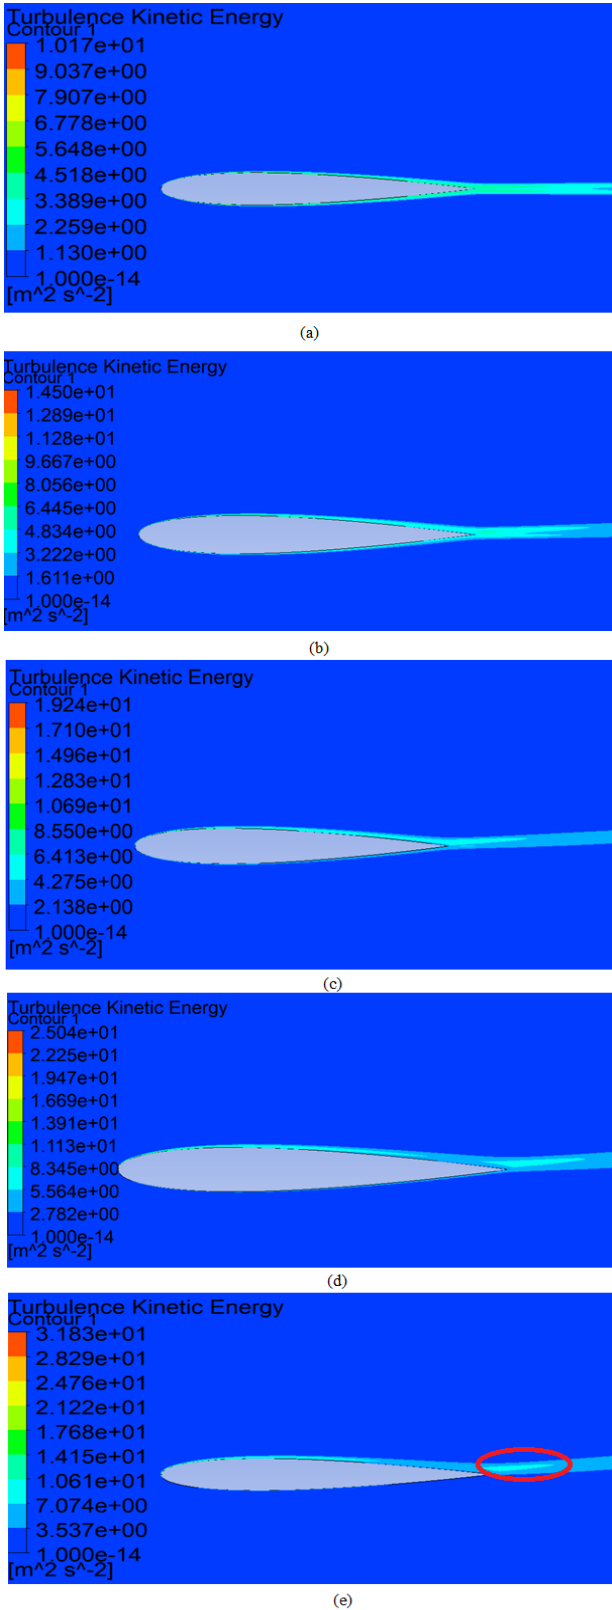 Turbulence Kinetic Energy
Contour 1
1.017e+01
9.037e+00
7.907e+00
6.778e+00
5.648e+00
4.518e+00
3.389e+00
2.259e+00
1.130e+00
1.000e-14
[m^2 s^-2]
(a)
Turbulence Kinetic Energy
Contour 1
1.450e+01
1.289e+01
1.128e+01
9.667e+00
8.056e+00
6.445e+00
4.834e+00
3.222e+00
1.611e+00
1.000e-14
[m^2 s^-2]
(b)
Turbulence Kinetic Energy
Contour 1
1.924e+01
1.710e+01
1.496e+01
1.283e+01
1.069e+01
8.550e+00
6.413e+00
4.275e+00
2.138e+00
1.000e-14
[m^2 s^-2]
(c)
Turbulence Kinetic Energy
Contour 1
2.504e+01
2.225e+01
1.947e+01
1.669e+01
1.391e+01
1.113e+01
8.345e+00
5.564e+00
2.782e+00
1.000e-14
[m^2 s^-2]
(d)
Turbulence Kinetic Energy
Contour 1
3.183e+01
2.829e+01
2.476e+01
2.122e+01
1.768e+01
1.415e+01
1.061e+01
7.074e+00
3.537e+00
1.000e-14
[m^2 s^-2]
(e)